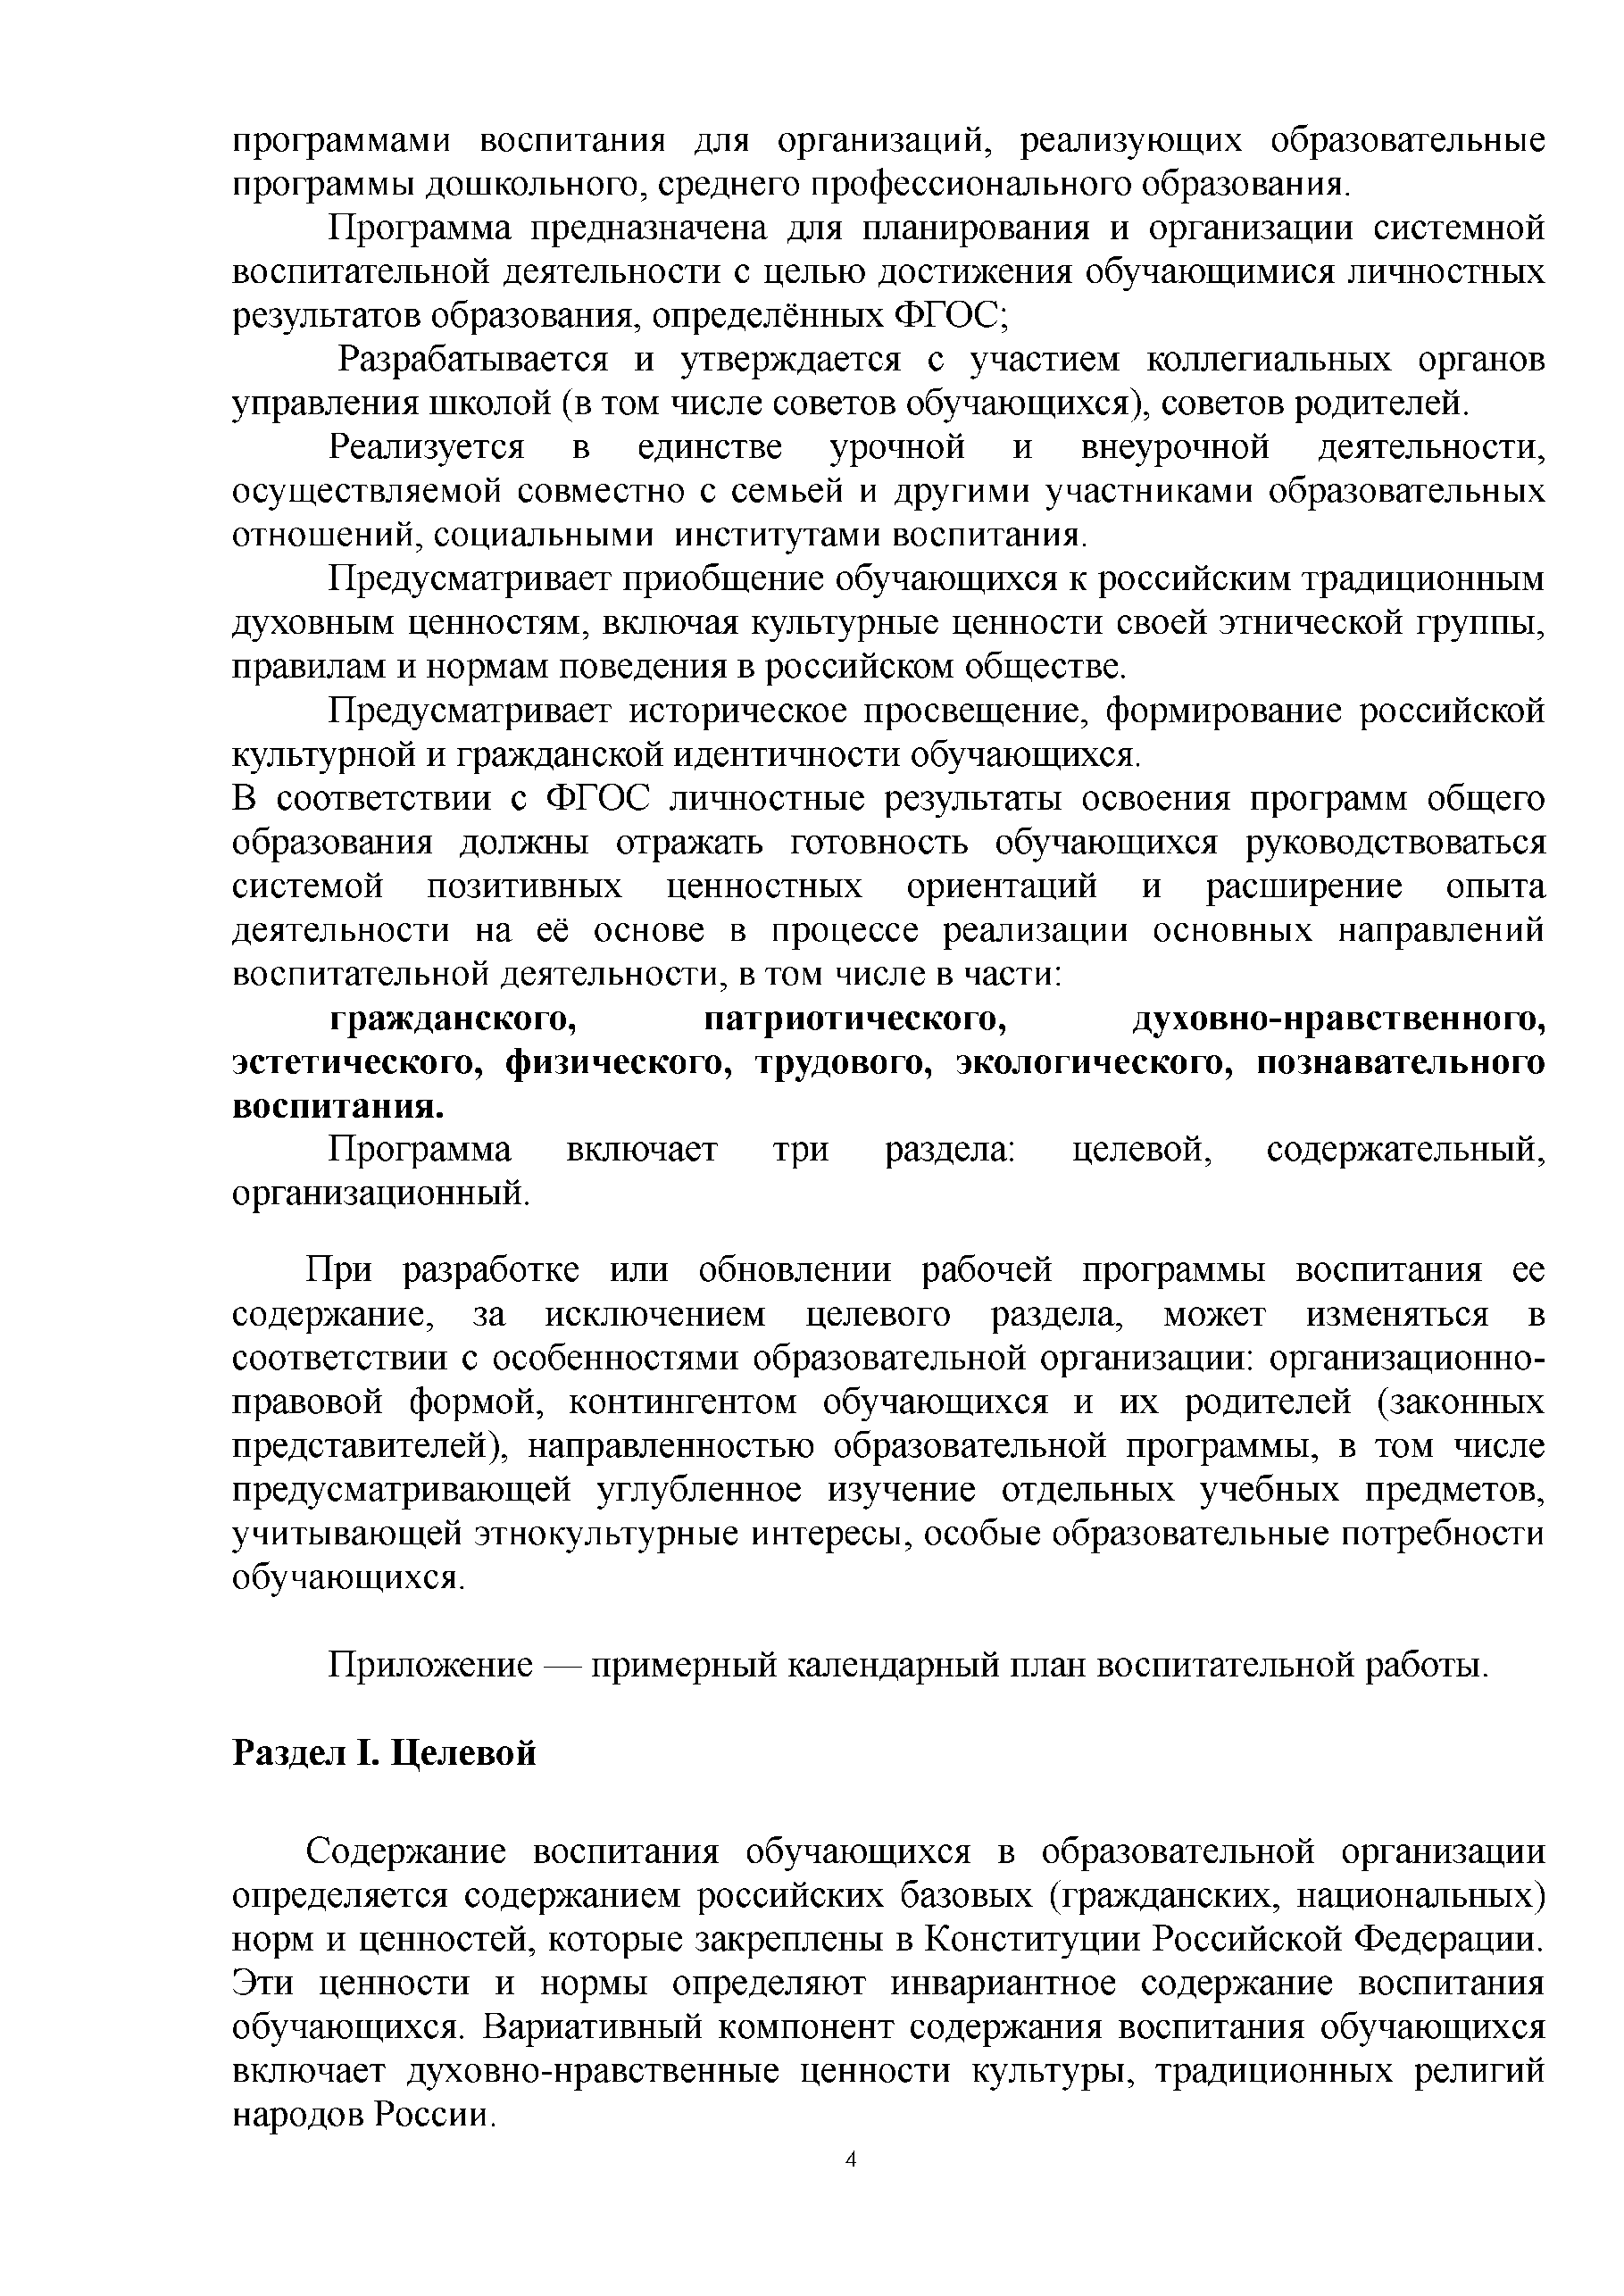 программами воспитания для организаций, реализующих образовательные
программы дошкольного, среднего профессионального образования.
Программа предназначена для планирования и организации системной
воспитательной деятельности с целью достижения обучающимися личностных
результатов образования, определённых ФГОС;
Разрабатывается и утверждается с участием коллегиальных органов
управления школой (в том числе советов обучающихся), советов родителей.
Реализуется в единстве урочной и внеурочной деятельности,
осуществляемой совместно с семьей и другими участниками образовательных
отношений, социальными институтами воспитания.
Предусматривает приобщение обучающихся к российским традиционным
духовным ценностям, включая культурные ценности своей этнической группы,
правилам и нормам поведения в российском обществе.
Предусматривает историческое просвещение, формирование российской
культурной и гражданской идентичности обучающихся.
В соответствии с ФГОС личностные результаты освоения программ общего
образования должны отражать готовность обучающихся руководствоваться
системой позитивных ценностных ориентаций и расширение опыта
деятельности на её основе в процессе реализации основных направлений
воспитательной деятельности, в том числе в части:
гражданского, патриотического, духовно-нравственного,
эстетического, физического, трудового, экологического, познавательного
воспитания.
Программа включает три раздела: целевой, содержательный,
организационный.
При разработке или обновлении рабочей программы воспитания ее
содержание, за исключением целевого раздела, может изменяться в
соответствии с особенностями образовательной организации: организационно-
правовой формой, контингентом обучающихся и их родителей (законных
представителей), направленностью образовательной программы, в том числе
предусматривающей углубленное изучение отдельных учебных предметов,
учитывающей этнокультурные интересы, особые образовательные потребности
обучающихся.
Приложение — примерный календарный план воспитательной работы.
Раздел I. Целевой
Содержание воспитания обучающихся в образовательной организации
определяется содержанием российских базовых (гражданских, национальных)
норм и ценностей, которые закреплены в Конституции Российской Федерации.
Эти ценности и нормы определяют инвариантное содержание воспитания
обучающихся. Вариативный компонент содержания воспитания обучающихся
включает духовно-нравственные ценности культуры, традиционных религий
народов России.
4